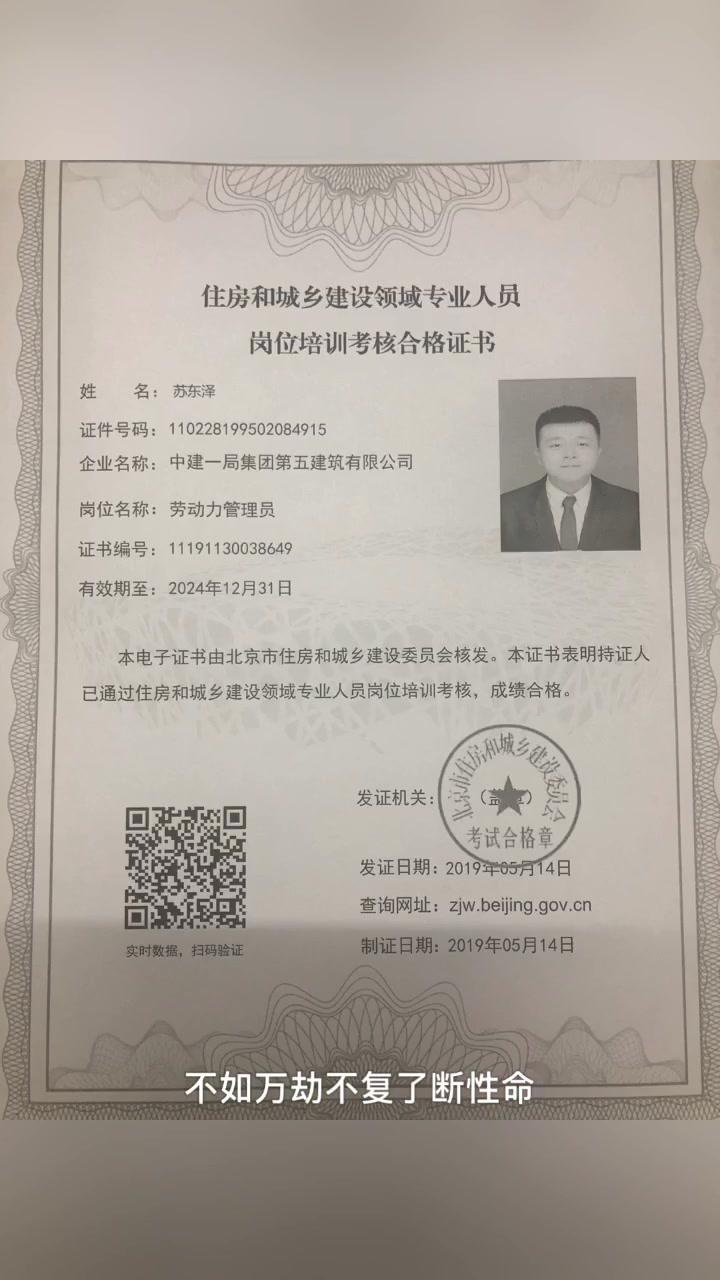 住房和城乡建设领域专业人员
岗位培训考核合格证书
姓 名：苏东泽
证件号码：110228199502084915
企业名称：中建一局集团第五建筑有限公司
岗位名称：劳动力管理员
证书编号：11191130038649
有效期至：2024年12月31日
本电子证书由北京市住房和城乡建设委员会核发。本证书表明持证人
已通过住房和城乡建设领域专业人员岗位培训考核，成绩合格。
北京市住房和城乡建设委员会
发证机关：（盖章）
考试合格章
发证日期：2019年05月14日
查询网址：zjw.beijing.gov.cn
制证日期：2019年05月14日
实时数据，扫码验证
不如万劫不复了断性命